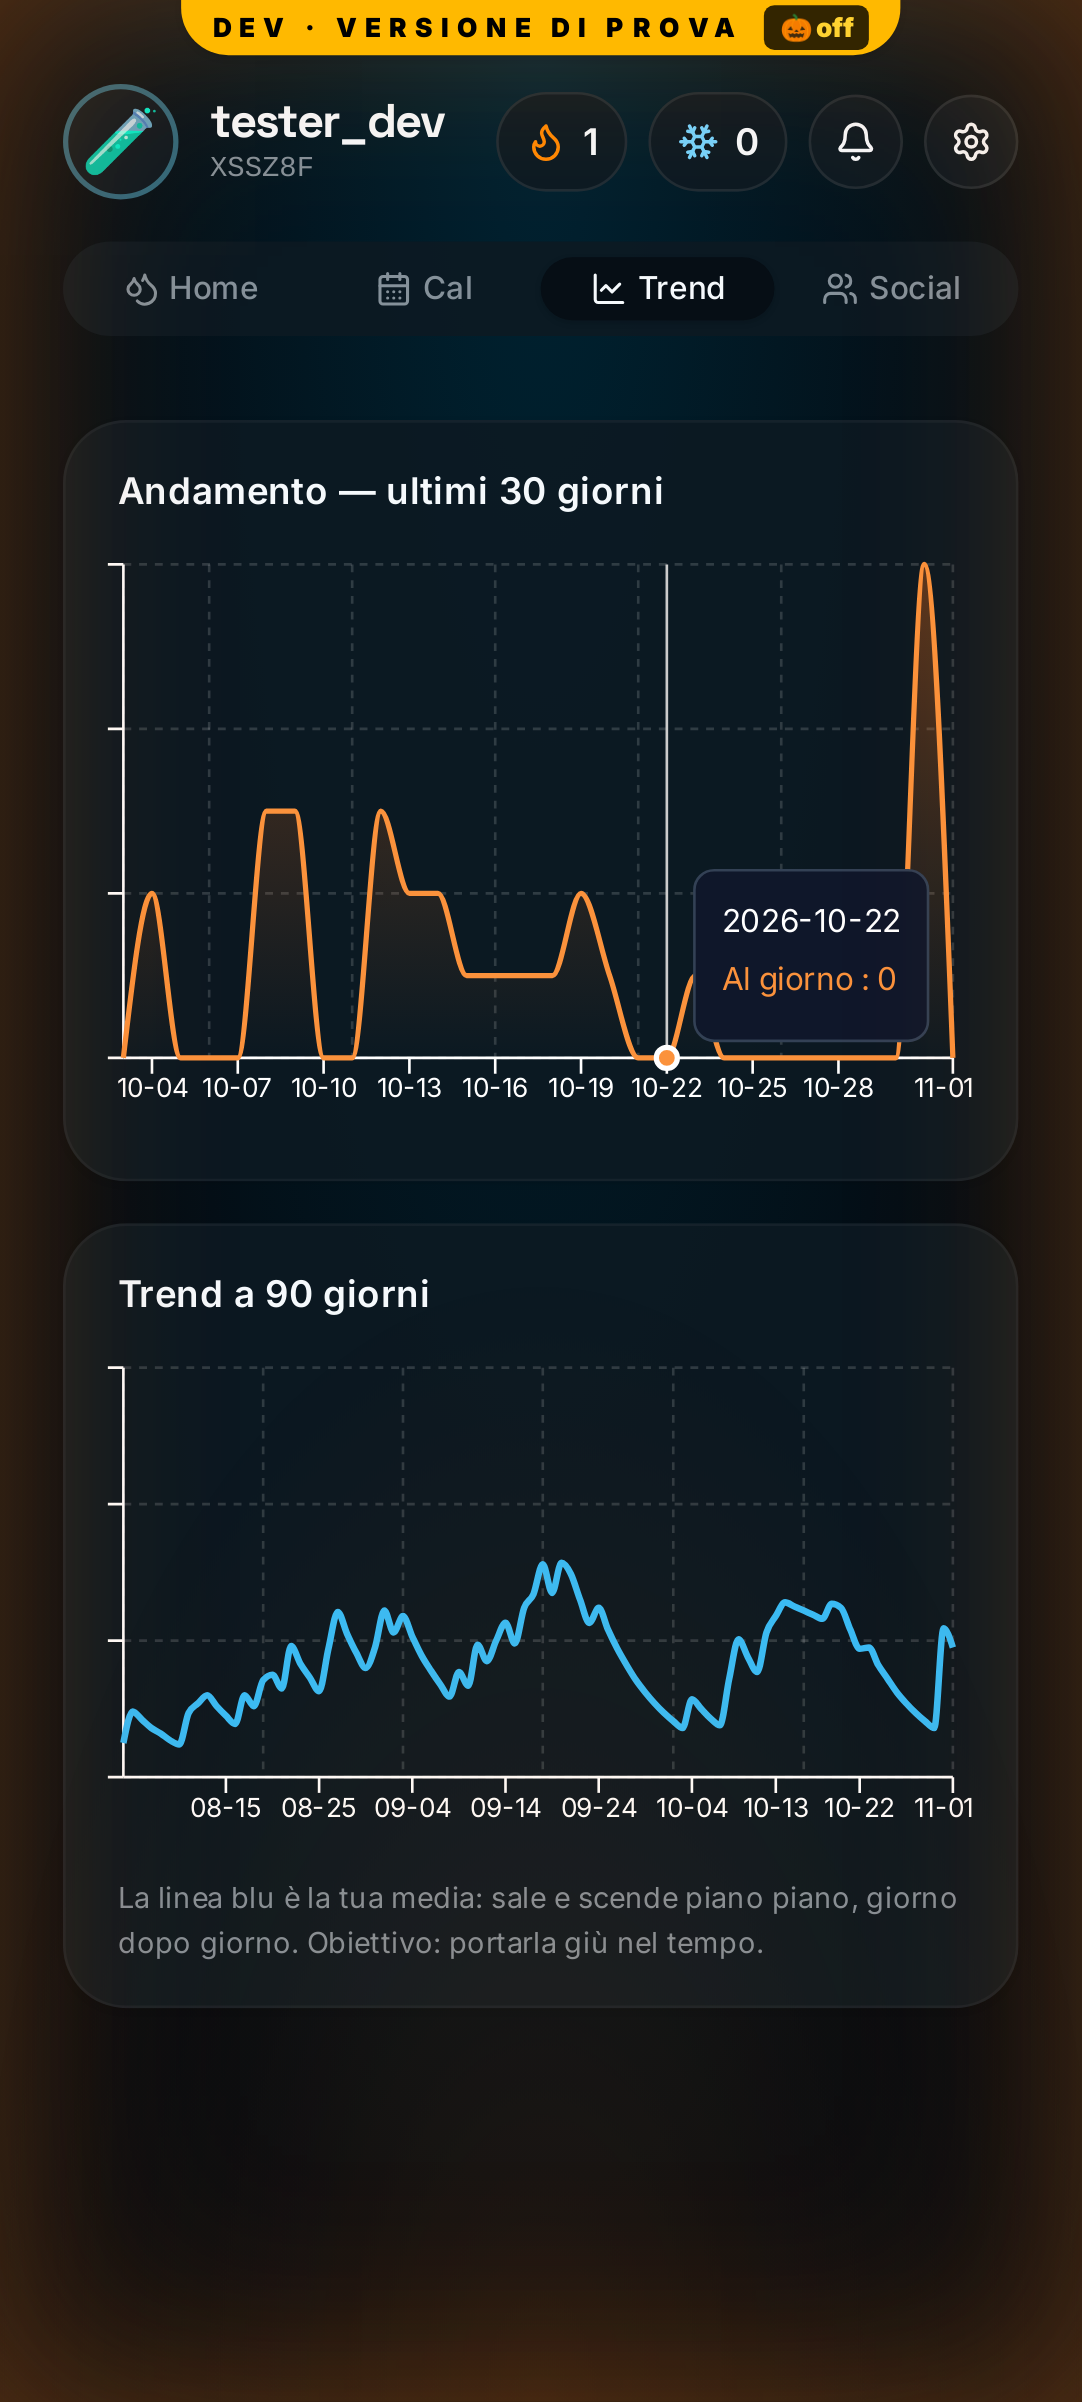 DEV · VERSIONE DI PROVA 🎃 off
tester_dev
XSSZ8F
1
0
Home Cal Trend Social
Andamento — ultimi 30 giorni
2026-10-22
Al giorno : 0
10-04 10-07 10-10 10-13 10-16 10-19 10-22 10-25 10-28 11-01
Trend a 90 giorni
08-15 08-25 09-04 09-14 09-24 10-04 10-13 10-22 11-01
La linea blu è la tua media: sale e scende piano piano, giorno
dopo giorno. Obiettivo: portarla giù nel tempo.